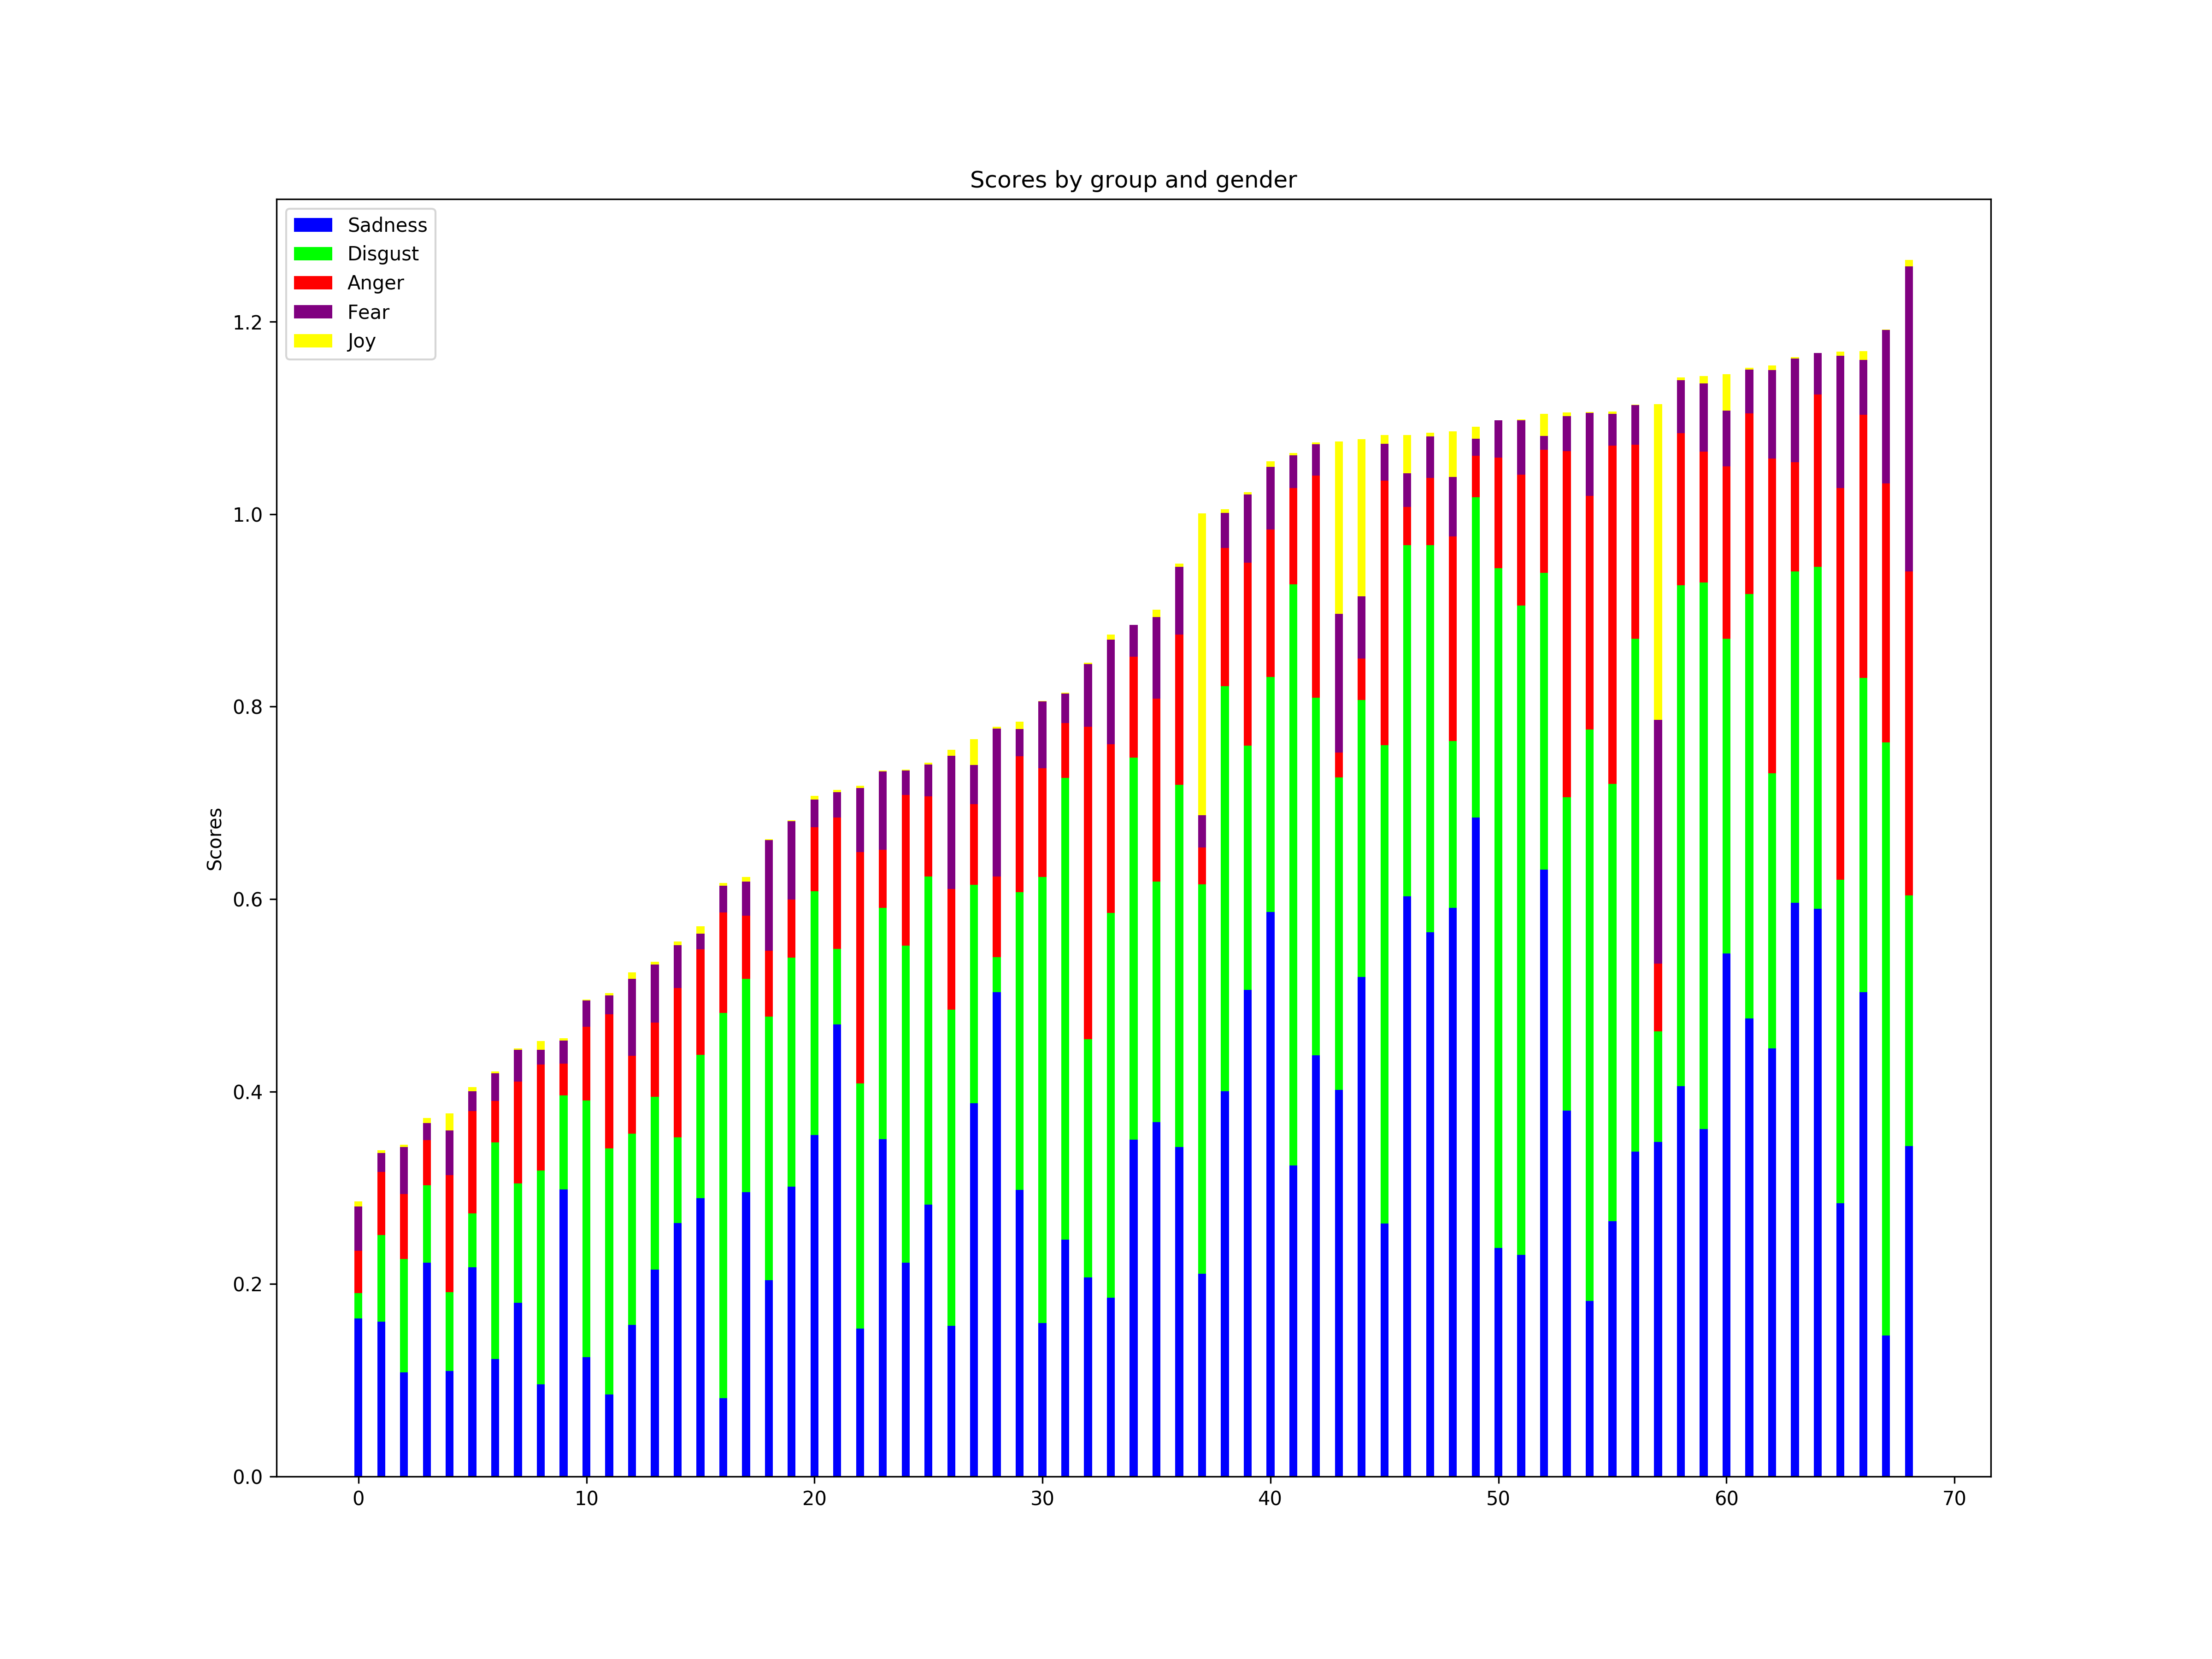 Scores by group and gender
Sadness
Disgust
Anger
Fear
Joy
1.2
1.0
0.8
0.6
0.4
0.2
0.0
Scores
0 10 20 30 40 50 60 70